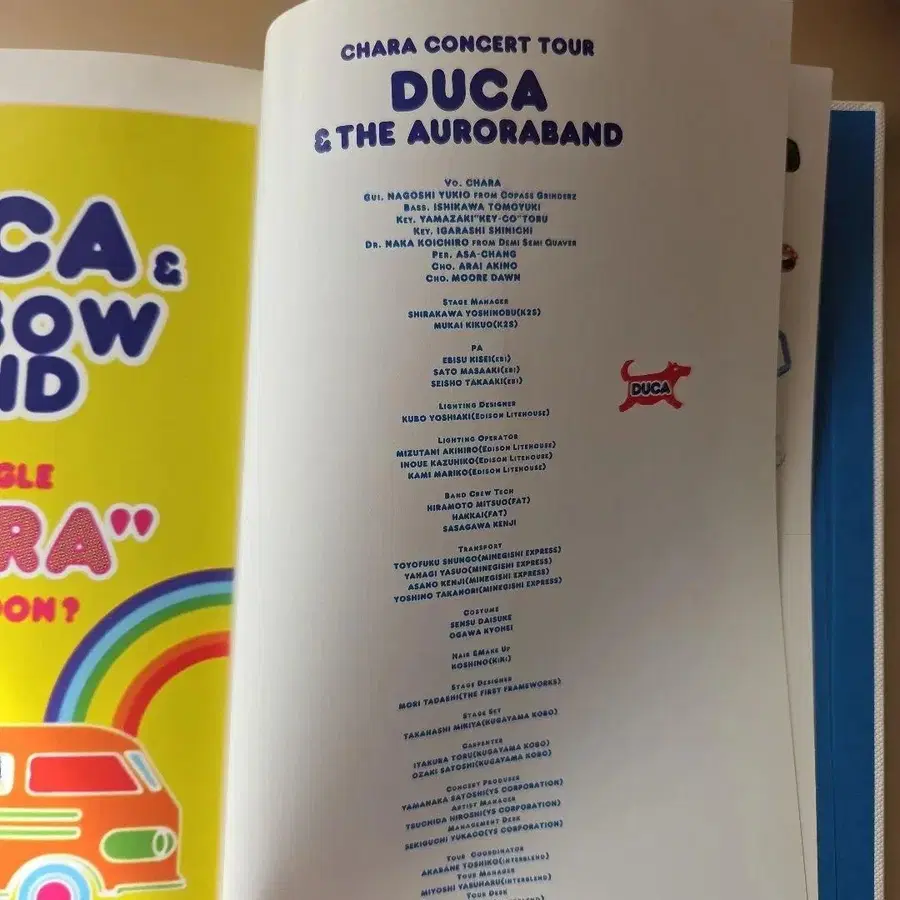 CA &
BOW
ND
GLE
RA"
OON?
CHARA CONCERT TOUR
DUCA
& THE AURORABAND
VO. CHARA
GUI. NAGOSHI YUKIO FROM COPASS GRINDERZ
BASS. ISHIKAWA TOMOYUKI
KEY. YAMAZAKI"KEY-CO"TORU
KEY. IGARASHI SHINICHI
DR. NAKA KOICHIRO FROM DEMI SEMI QUAVER
PER. ASA-CHANG
CHO. ARAI AKINO
CHO. MOORE DAWN
STAGE MANAGER
SHIRAKAWA YOSHINOBU(K2S)
MUKAI KIKUO(K2S)
PA
EBISU KISEI(EBI)
SATO MASAAKI(EBI)
SEISHO TAKAAKI(EBI)
LIGHTING DESIGNER
KUBO YOSHIAKI(EDISON LITEHOUSE)
LIGHTING OPERATOR
MIZUTANI AKIHIRO(EDISON LITEHOUSE)
INOUE KAZUHIKO(EDISON LITEHOUSE)
KAMI MARIKO(EDISON LITEHOUSE)
BAND CREW TECH
HIRAMOTO MITSUO(FAT)
HAKKAI(FAT)
SASAGAWA KENJI
TRANSPORT
TOYOFUKU SHUNGO(MINEGISHI EXPRESS)
YANAGI YASUO(MINEGISHI EXPRESS)
ASANO KENJI(MINEGISHI EXPRESS)
YOSHINO TAKANORI(MINEGISHI EXPRESS)
COSTUME
SENSU DAISUKE
OGAWA KYOHEI
HAIR &MAKE UP
KOSHINO(KiKi)
STAGE DESIGNER
MORI TADAEHI(THE FIRST FRAMEWORKS)
STAGE SET
TAKAHASHI MIKIYA(KUGAYAMA KOBO)
CARPENTER
ITAKURA TORU(KUGAYAMA KOBO)
OZAKI SATOSHI(KUGAYAMA KOBO)
CONCERT PRODUCER
YAMANAKA SATOSHI(YS CORPORATION)
ARTIST MANAGER
TSUCHIDA HIROSHI(YS CORPORATION)
MANAGEMENT DESK
SEKIGUCHI YUKACO(YS CORPORATION)
TOUR COORDINATOR
AKABANE TOSHIKO(INTERBLEND)
TOUR MANAGER
MIYOSHI YASUHARU(INTERBLEND)
TOUR DESK
DUCA